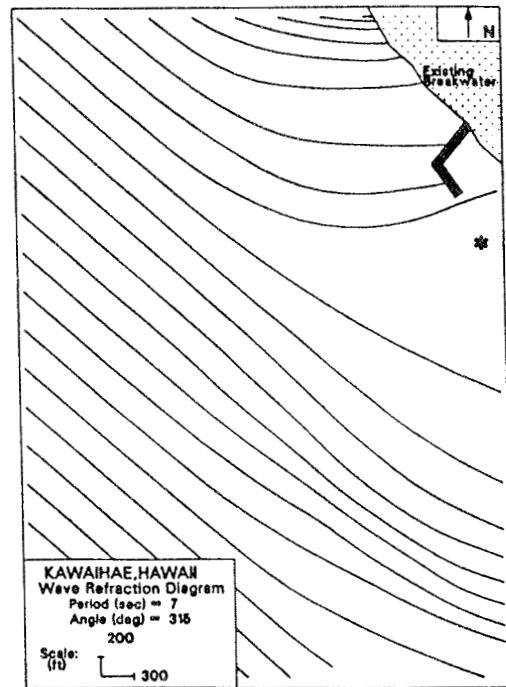 N
Existing
Breakwater
*
KAWAIHAE, HAWAII
Wave Refraction Diagram
Period (sec) = 7
Angle (deg) = 315
200
Scale:
(ft)
300